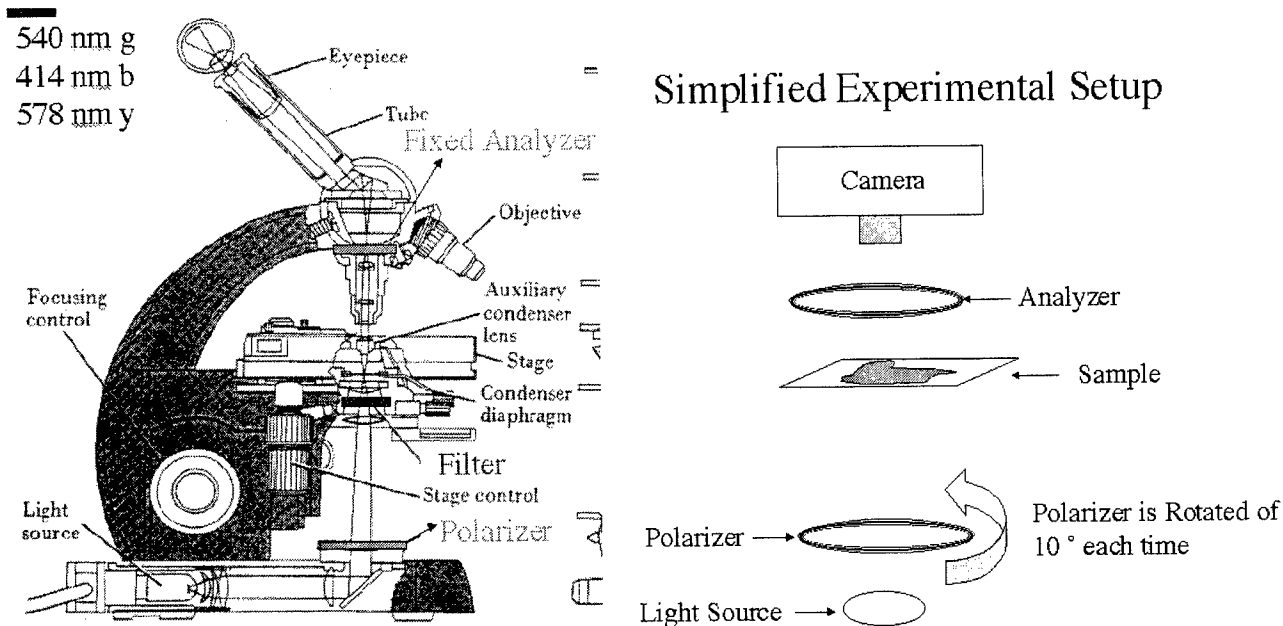 540 nm g
414 nm b
578 nm y
Eyepiece
Tube
Fixed Analyzer
Objective
Focusing
control
Auxiliary
condenser
lens
Stage
Condenser
diaphragm
Filter
Stage control
Light
source
Polarizer
Simplified Experimental Setup
Camera
Analyzer
Sample
Polarizer
Polarizer is Rotated of
10 ° each time
Light Source